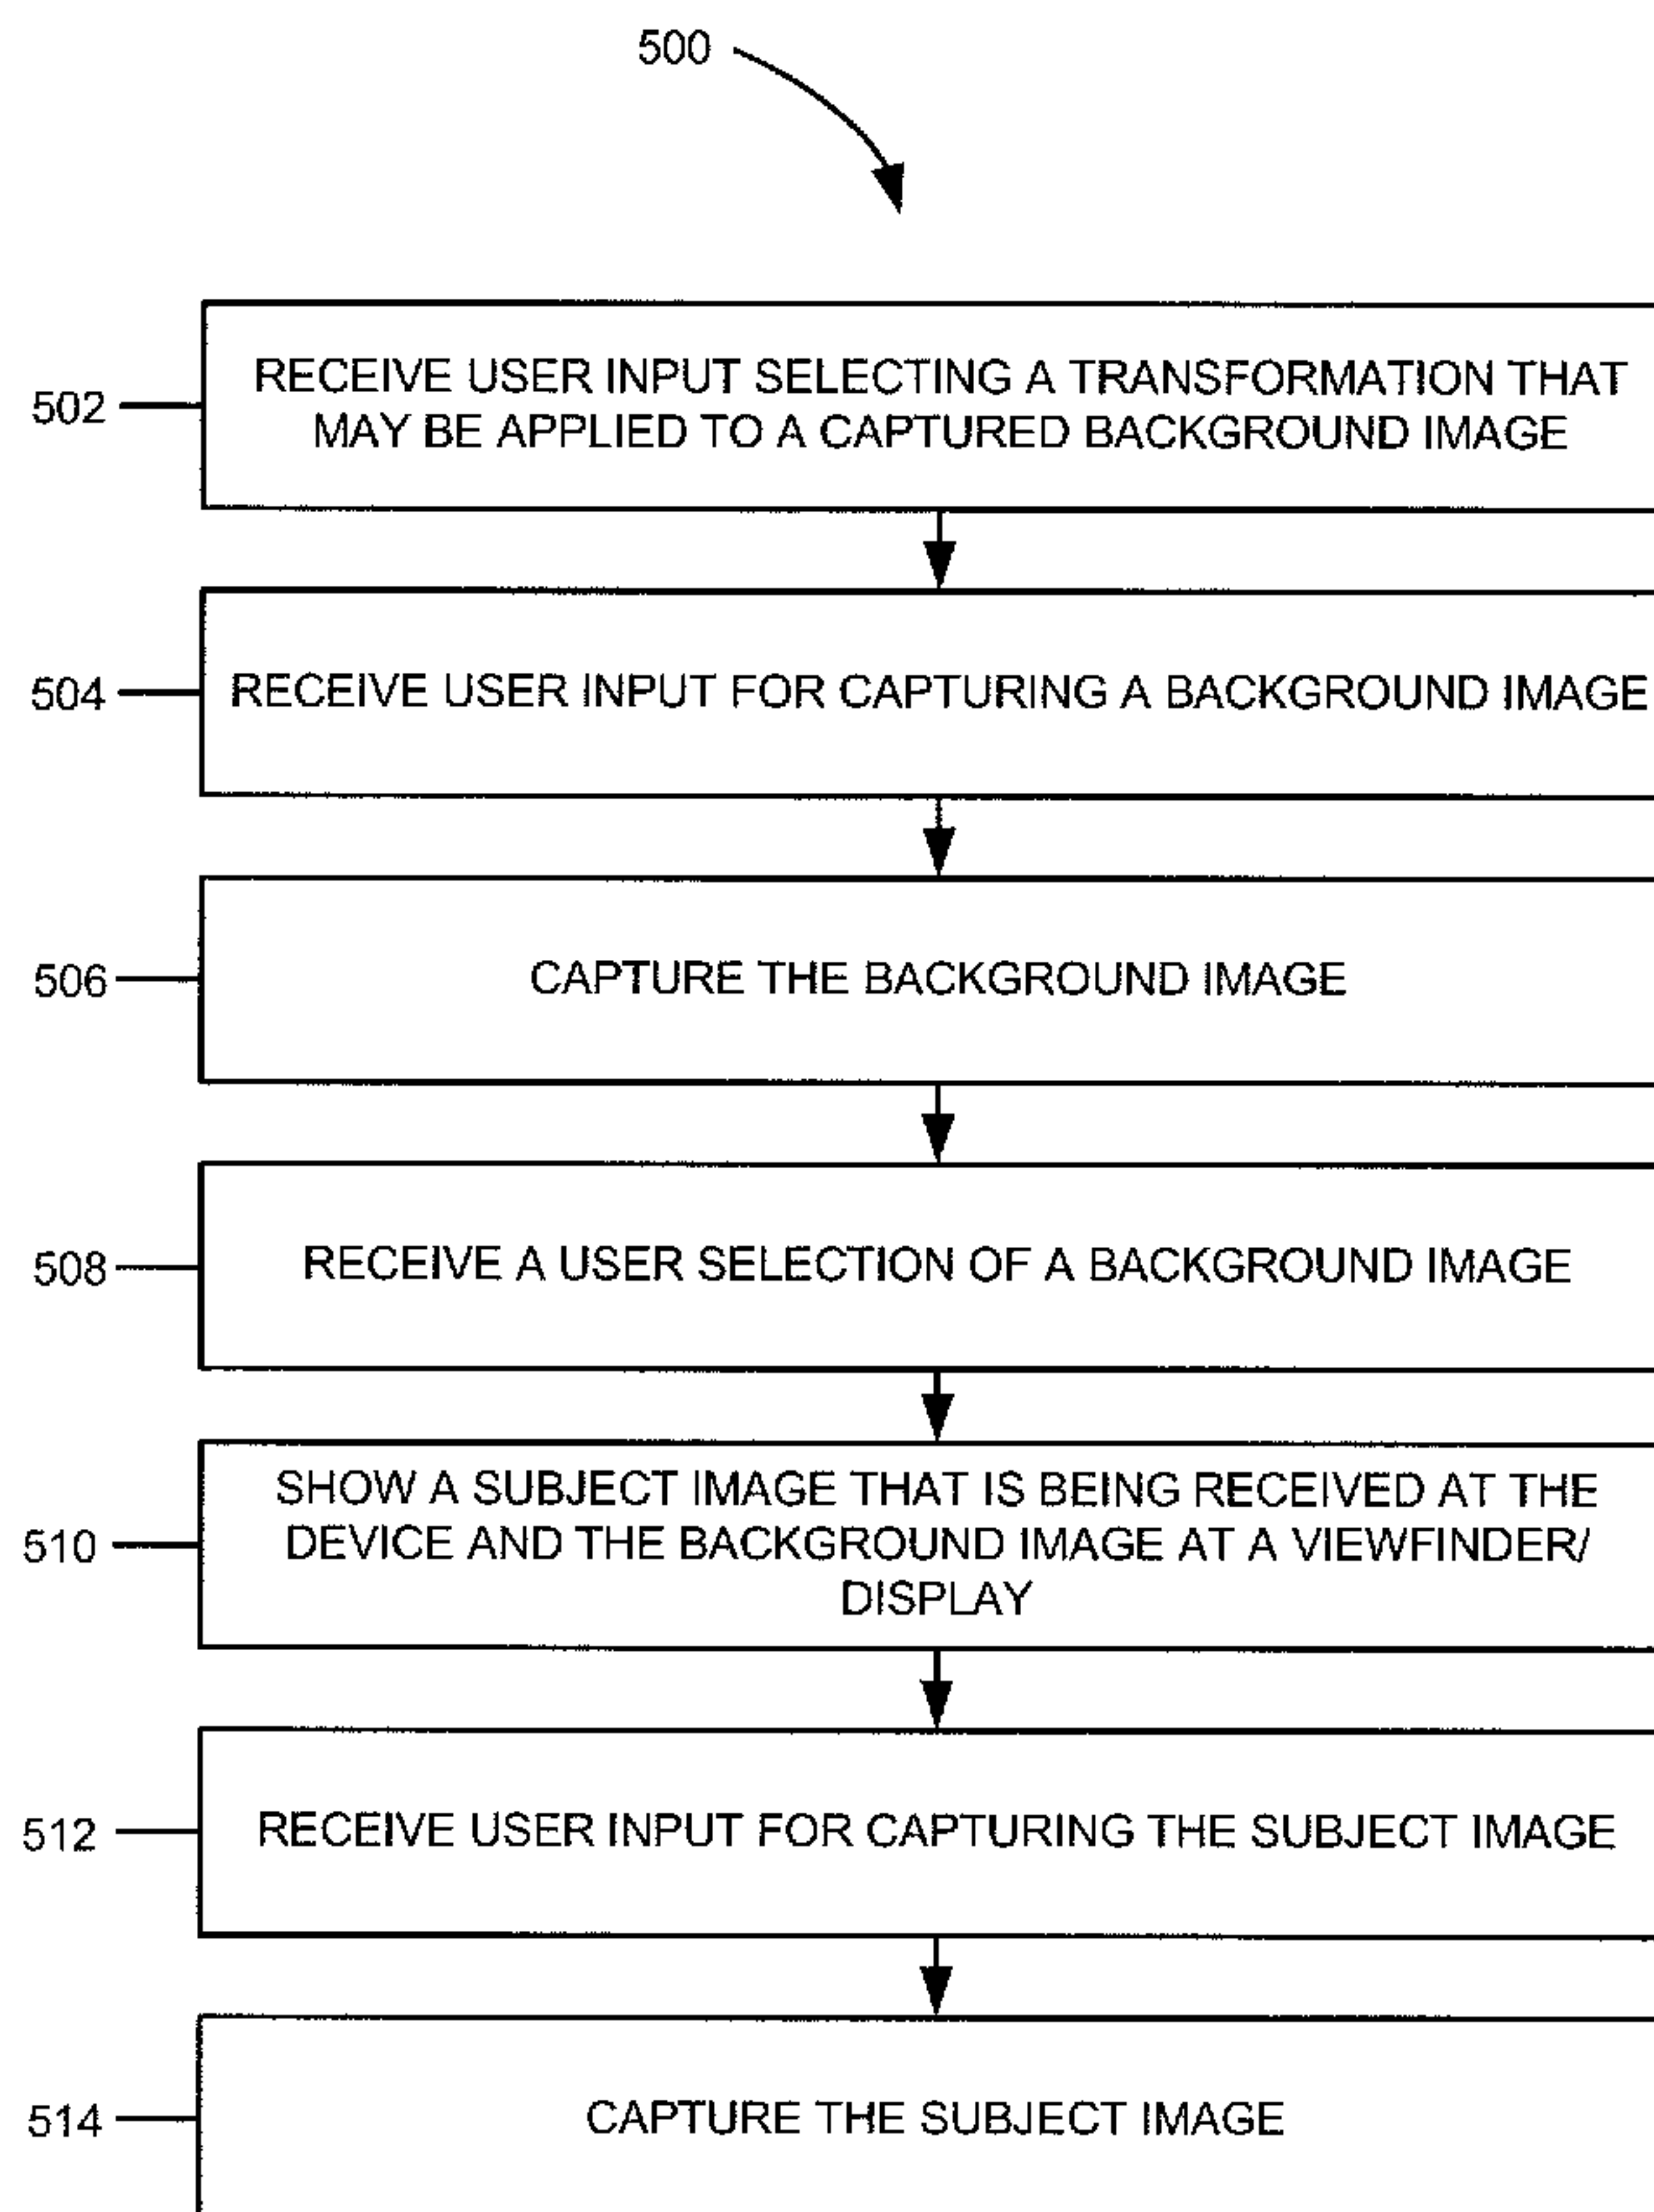 500
502
RECEIVE USER INPUT SELECTING A TRANSFORMATION THAT
MAY BE APPLIED TO A CAPTURED BACKGROUND IMAGE
504
RECEIVE USER INPUT FOR CAPTURING A BACKGROUND IMAGE
506
CAPTURE THE BACKGROUND IMAGE
508
RECEIVE A USER SELECTION OF A BACKGROUND IMAGE
510
SHOW A SUBJECT IMAGE THAT IS BEING RECEIVED AT THE
DEVICE AND THE BACKGROUND IMAGE AT A VIEWFINDER/
DISPLAY
512
RECEIVE USER INPUT FOR CAPTURING THE SUBJECT IMAGE
514
CAPTURE THE SUBJECT IMAGE